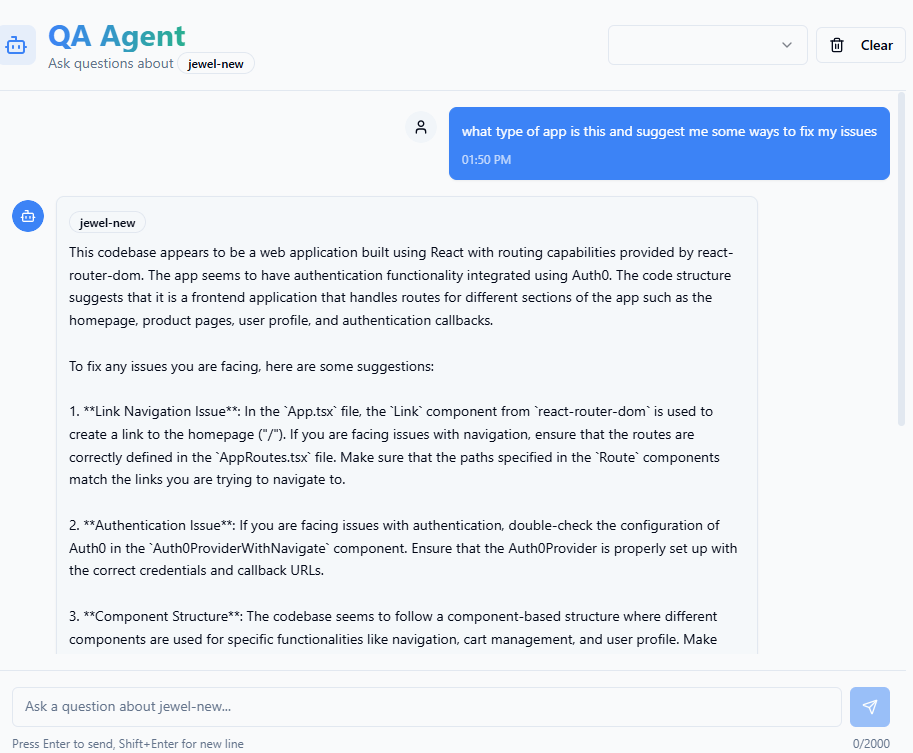 QA Agent
Ask questions about jewel-new
Clear
what type of app is this and suggest me some ways to fix my issues
01:50 PM
jewel-new
This codebase appears to be a web application built using React with routing capabilities provided by react-
router-dom. The app seems to have authentication functionality integrated using Auth0. The code structure
suggests that it is a frontend application that handles routes for different sections of the app such as the
homepage, product pages, user profile, and authentication callbacks.
To fix any issues you are facing, here are some suggestions:
1. **Link Navigation Issue**: In the `App.tsx` file, the `Link` component from `react-router-dom` is used to
create a link to the homepage ("/"). If you are facing issues with navigation, ensure that the routes are
correctly defined in the `AppRoutes.tsx` file. Make sure that the paths specified in the `Route` components
match the links you are trying to navigate to.
2. **Authentication Issue**: If you are facing issues with authentication, double-check the configuration of
Auth0 in the `Auth0ProviderWithNavigate` component. Ensure that the Auth0Provider is properly set up with
the correct credentials and callback URLs.
3. **Component Structure**: The codebase seems to follow a component-based structure where different
components are used for specific functionalities like navigation, cart management, and user profile. Make
Ask a question about jewel-new...
Press Enter to send, Shift+Enter for new line
0/2000